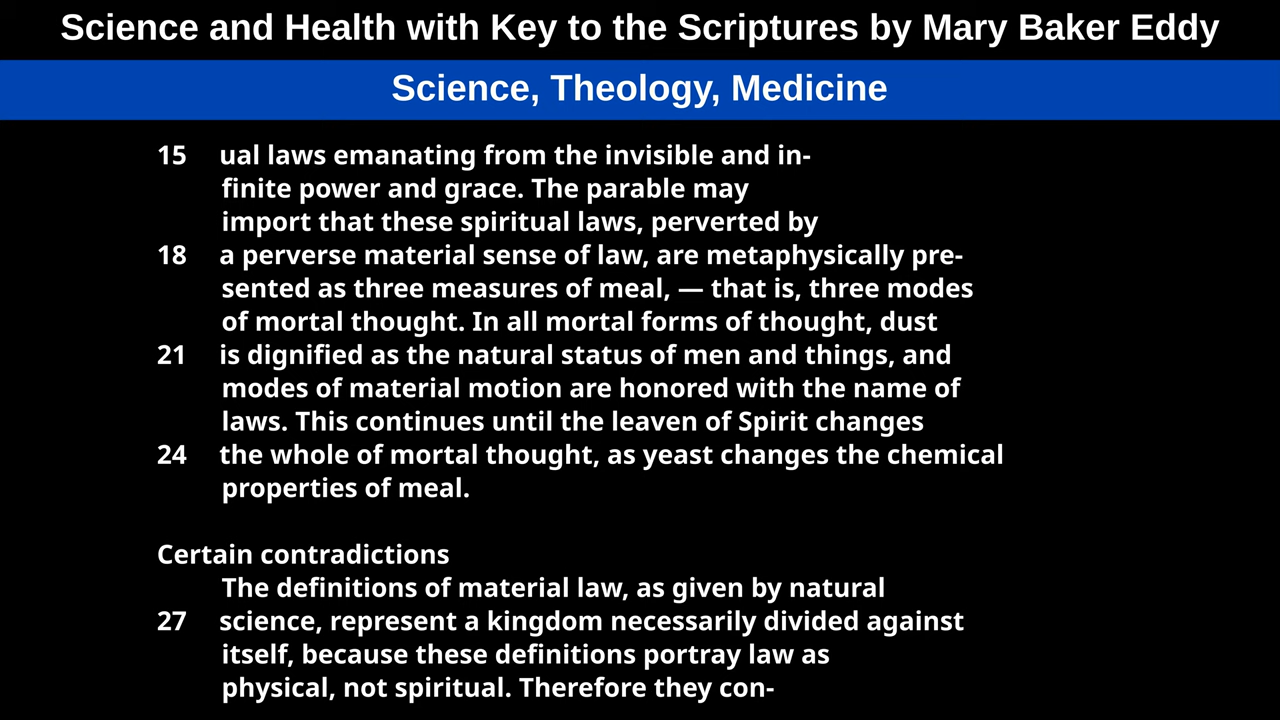 Science and Health with Key to the Scriptures by Mary Baker Eddy
Science, Theology, Medicine
15 ual laws emanating from the invisible and in-
finite power and grace. The parable may
import that these spiritual laws, perverted by
18 a perverse material sense of law, are metaphysically pre-
sented as three measures of meal, — that is, three modes
of mortal thought. In all mortal forms of thought, dust
21 is dignified as the natural status of men and things, and
modes of material motion are honored with the name of
laws. This continues until the leaven of Spirit changes
24 the whole of mortal thought, as yeast changes the chemical
properties of meal.
Certain contradictions
The definitions of material law, as given by natural
27 science, represent a kingdom necessarily divided against
itself, because these definitions portray law as
physical, not spiritual. Therefore they con-